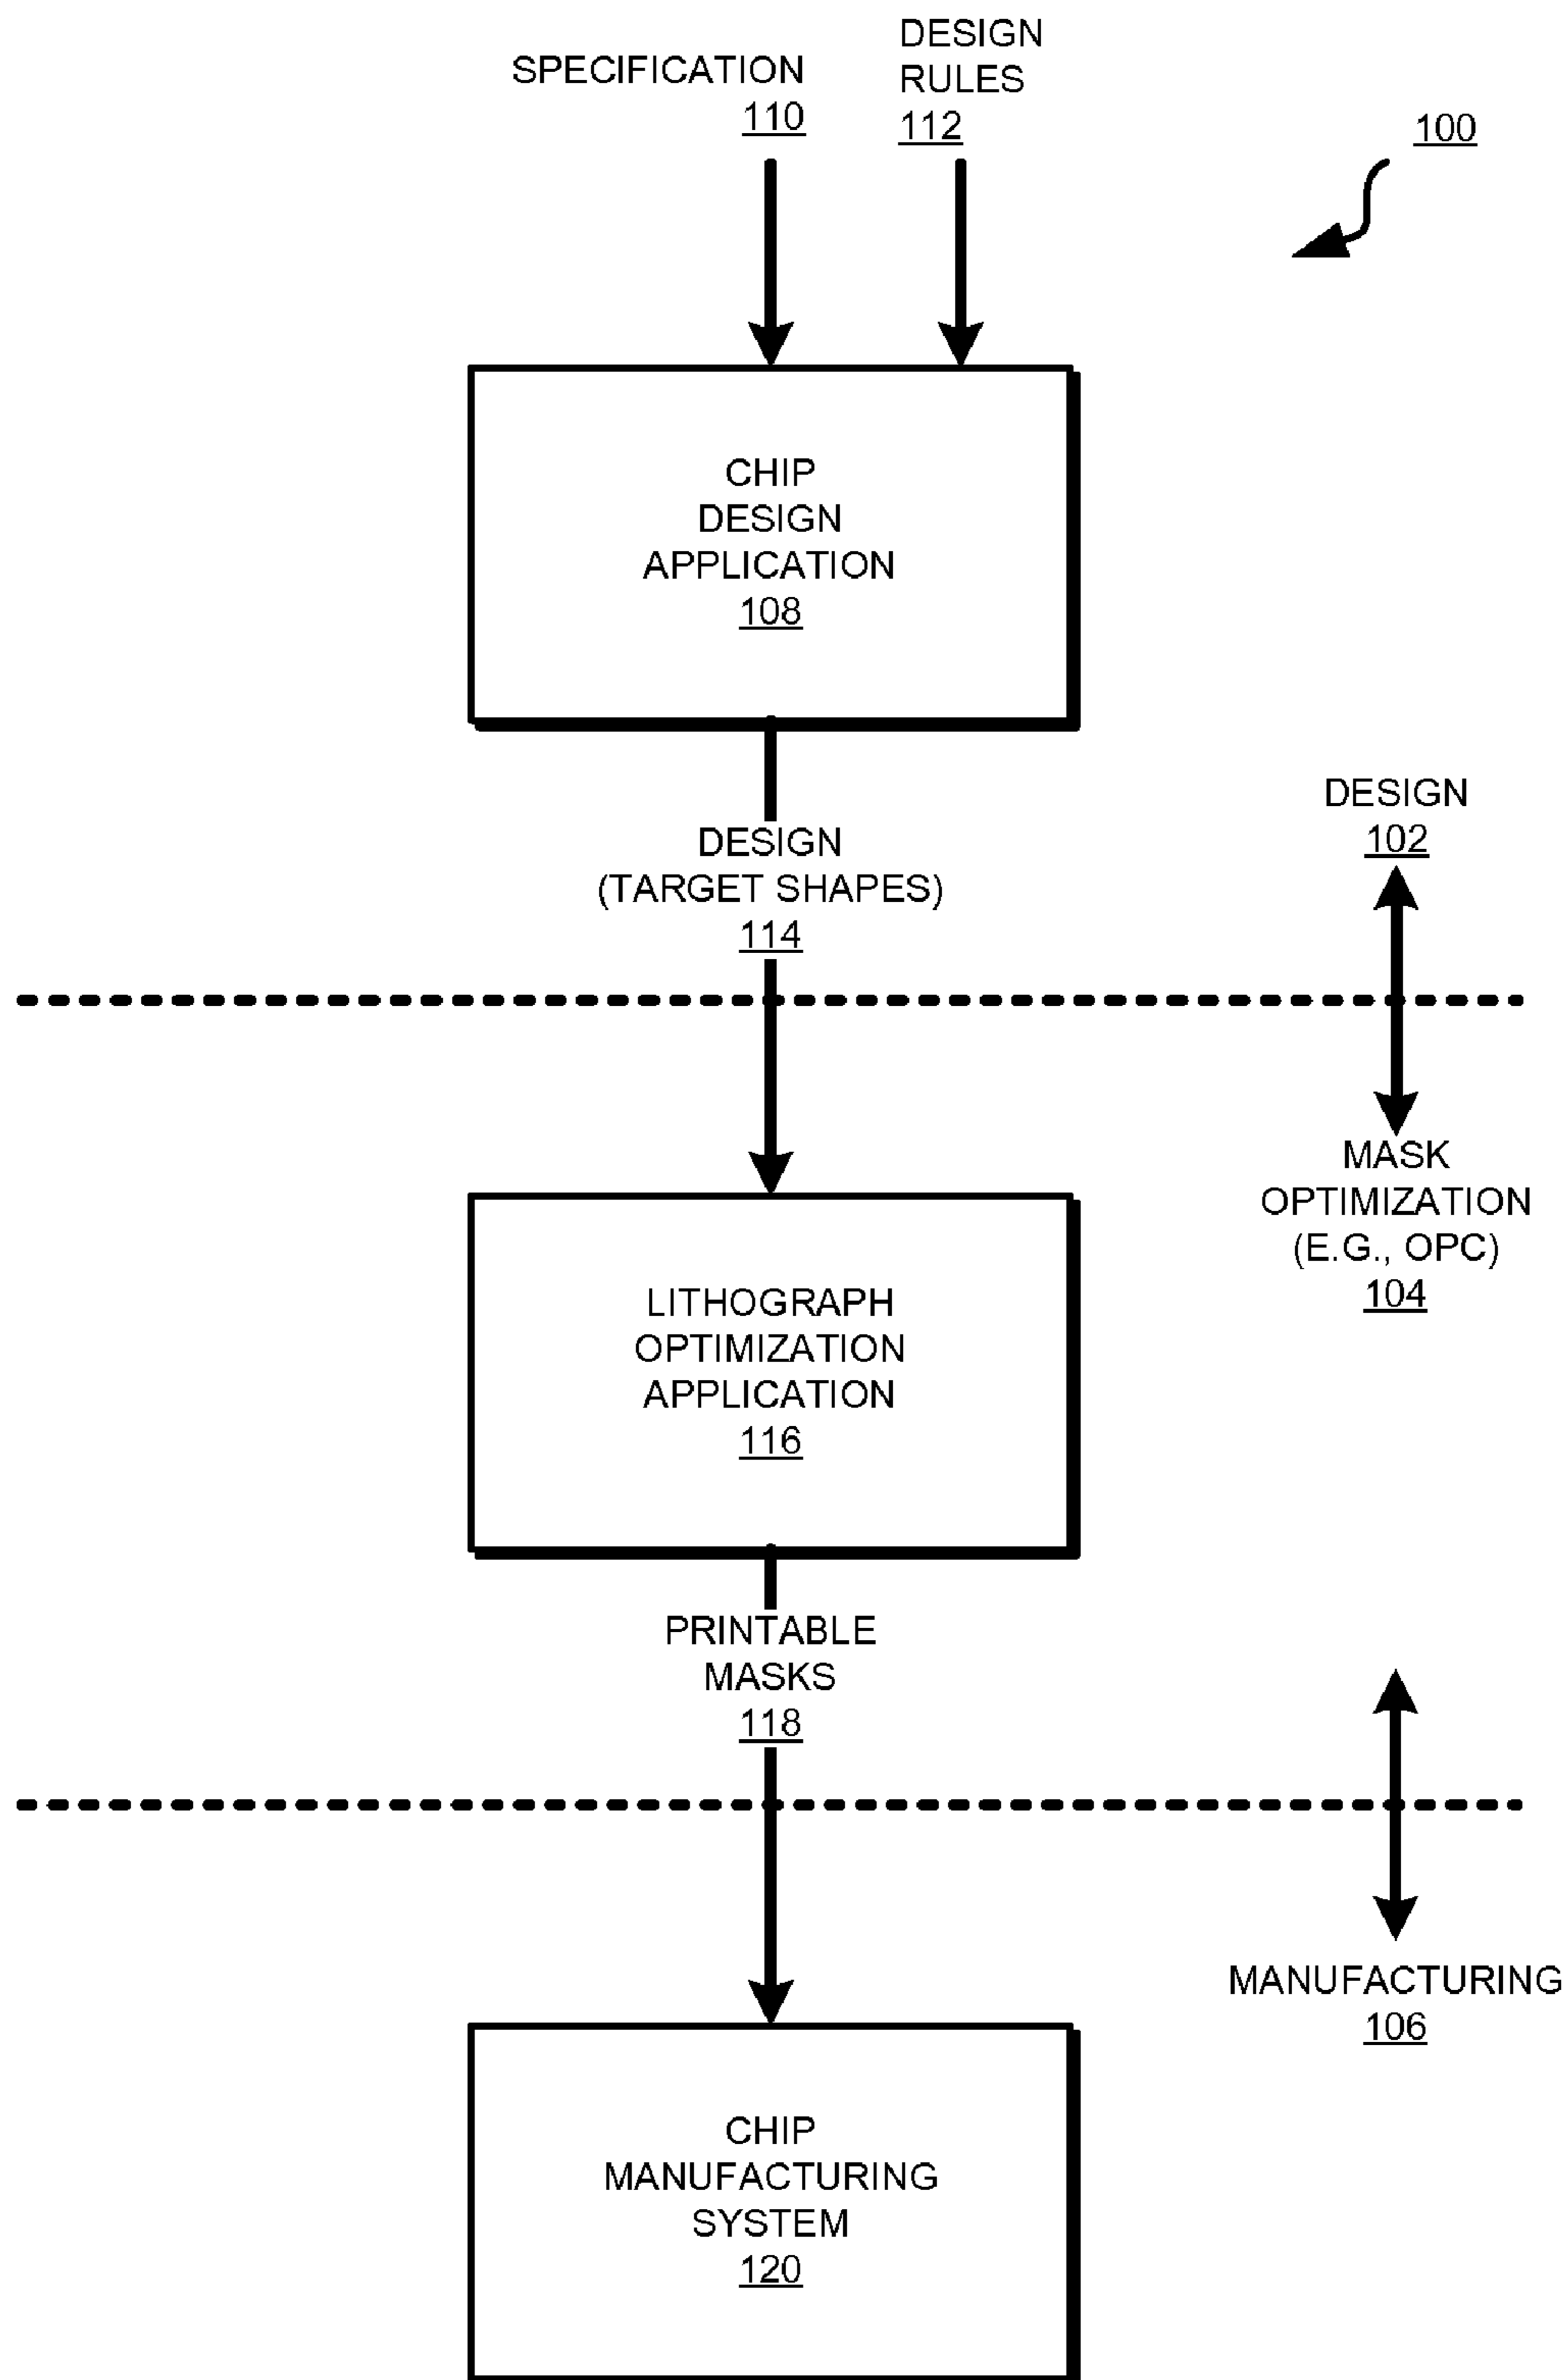 SPECIFICATION
110
DESIGN
RULES
112
100
CHIP
DESIGN
APPLICATION
108
DESIGN
(TARGET SHAPES)
114
DESIGN
102
MASK
OPTIMIZATION
(E.G., OPC)
104
LITHOGRAPH
OPTIMIZATION
APPLICATION
116
PRINTABLE
MASKS
118
MANUFACTURING
106
CHIP
MANUFACTURING
SYSTEM
120